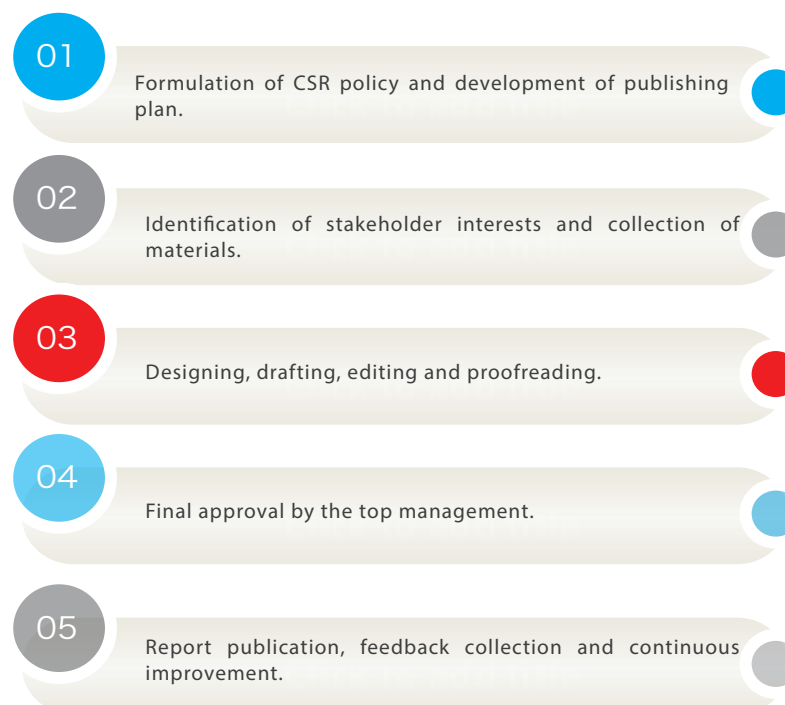 01
Formulation of CSR policy and development of publishing
plan.
02
Identification of stakeholder interests and collection of
materials.
03
Designing, drafting, editing and proofreading.
04
Final approval by the top management.
05
Report publication, feedback collection and continuous
improvement.